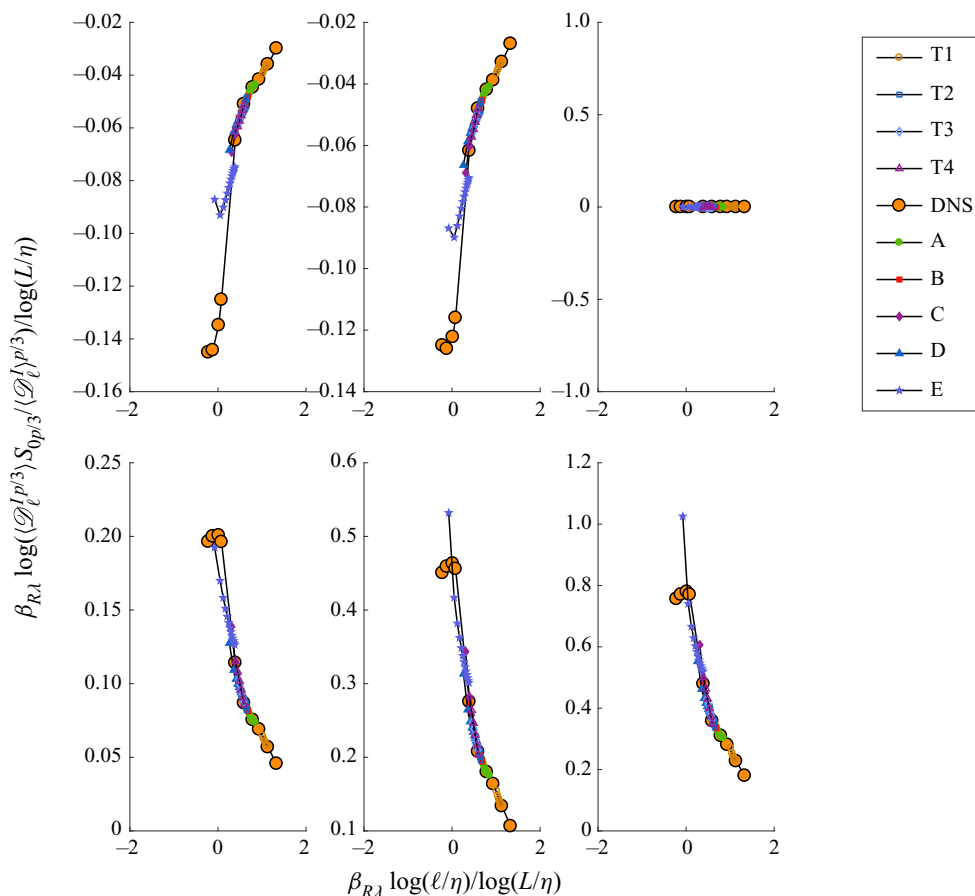 −0.02
−0.04
−0.06
−0.08
−0.10
−0.12
−0.14
−0.16
−2 0 2
−0.02
−0.04
−0.06
−0.08
−0.10
−0.12
−0.14
−2 0 2
1.0
0.5
0
−0.5
−1.0
−2 0 2
T1
T2
T3
T4
DNS
A
B
C
D
E
0.25
0.20
0.15
0.10
0.05
0
−2 0 2
0.6
0.5
0.4
0.3
0.2
0.1
−2 0 2
1.2
1.0
0.8
0.6
0.4
0.2
0
−2 0 2
β_{Rλ} log(⟨𝒟_ℓ^{I p/3}⟩S_{0p/3}/⟨𝒟_ℓ^I⟩^{p/3})/log(L/η)
β_{Rλ} log(ℓ/η)/log(L/η)